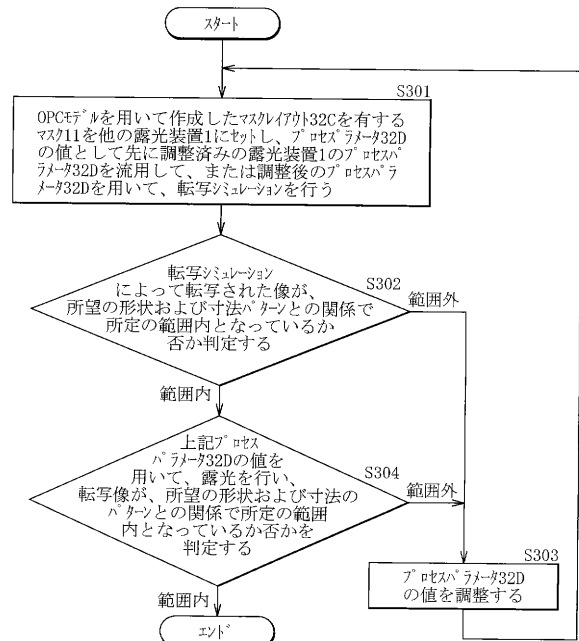 スタート
S301
OPCモデルを用いて作成したマスクレイアウト32Cを有する
マスク11を他の露光装置1にセットし、プロセスパラメータ32D
の値として先に調整済みの露光装置1のプロセスパ
ラメータ32Dを流用して、または調整後のプロセスパラ
メータ32Dを用いて、転写シミュレーションを行う
S302
転写シミュレーション
によって転写された像が、
所望の形状および寸法パターンとの関係で
所定の範囲内となっているか
否か判定する
範囲外
範囲内
S304
上記プロセス
パラメータ32Dの値を
用いて、露光を行い、
転写像が、所望の形状および寸法の
パターンとの関係で所定の範囲
内となっているか否かを
判定する
範囲外
範囲内
S303
プロセスパラメータ32D
の値を調整する
エンド